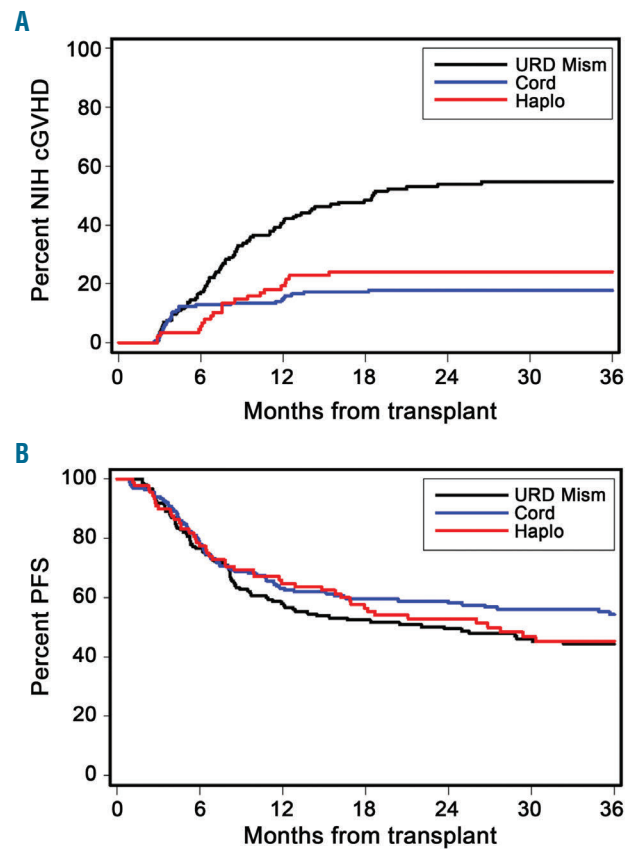 A
Percent NIH cGVHD
100
80
60
40
20
0
URD Mism
Cord
Haplo
0 6 12 18 24 30 36
Months from transplant
B
Percent PFS
100
80
60
40
20
0
URD Mism
Cord
Haplo
0 6 12 18 24 30 36
Months from transplant